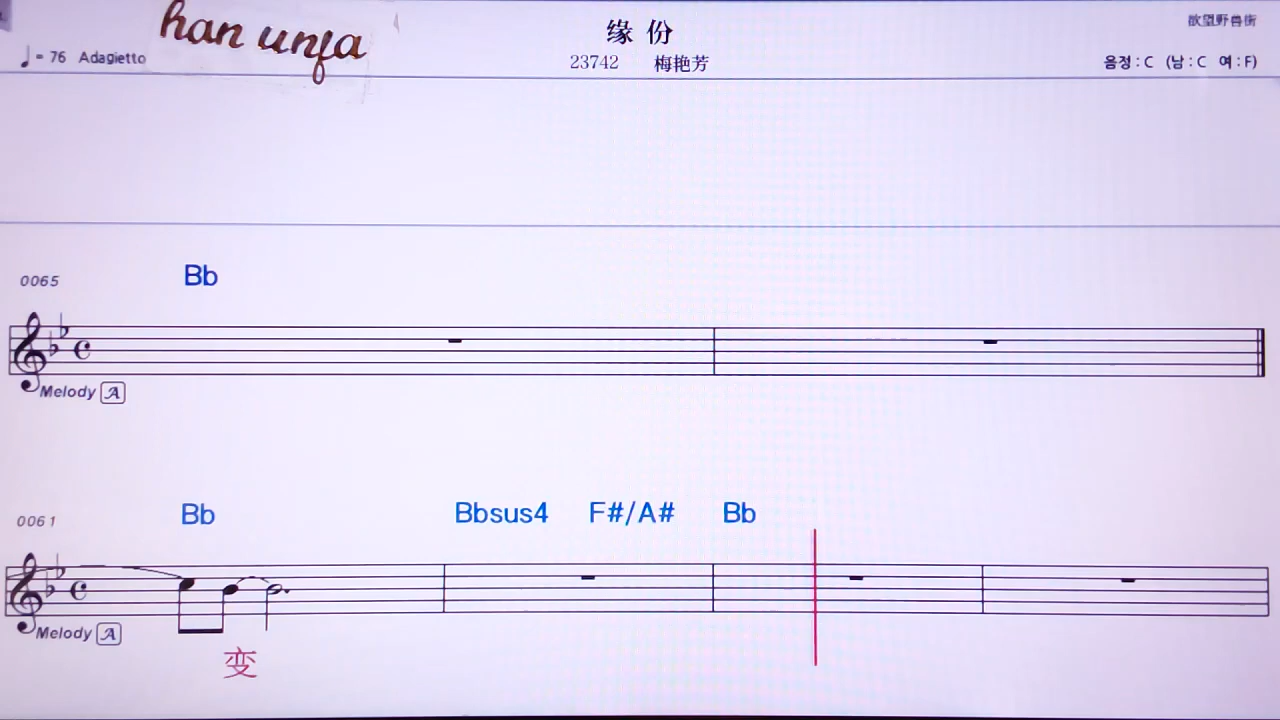 han unfa
缘份
欲望野兽街
♩= 76 Adagietto
23742 梅艳芳
음정 : C (남 : C 여 : F)
0065 Bb
Melody A
0061 Bb Bbsus4 F#/A# Bb
Melody A
变